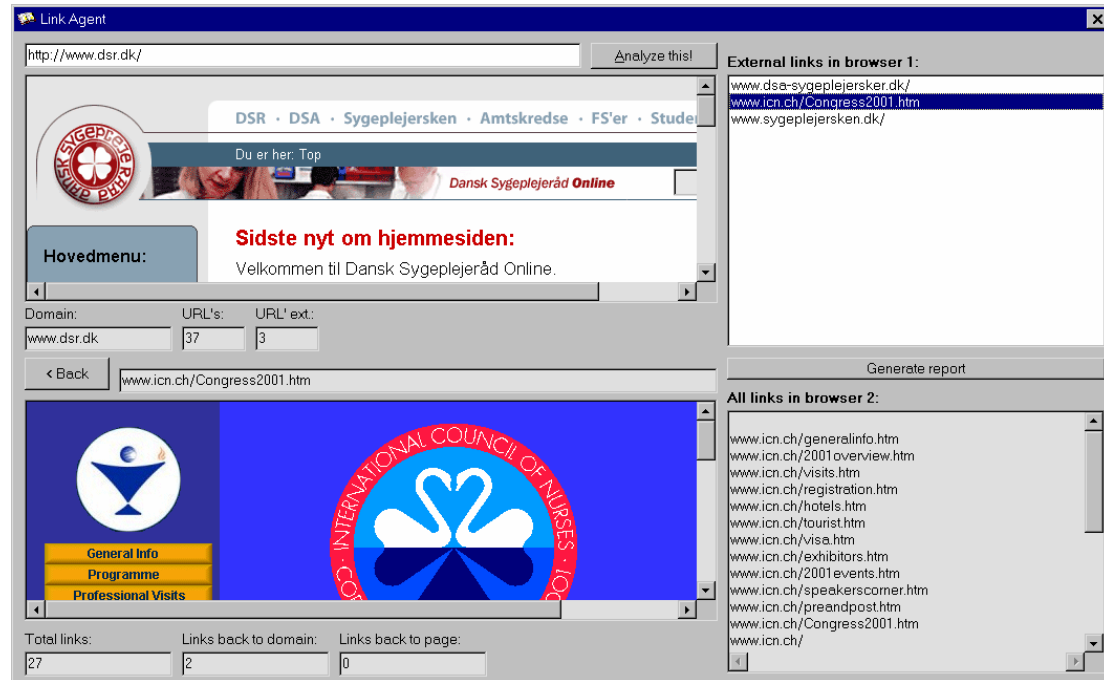 Link Agent
http://www.dsr.dk/
Analyze this!
DSR · DSA · Sygeplejersken · Amtskredse · FS'er · Studer
Du er her: Top
DANSK SYGEPLEJERAAD
Dansk Sygeplejeråd Online
Hovedmenu:
Sidste nyt om hjemmesiden:
Velkommen til Dansk Sygeplejeråd Online.
Domain: URL's: URL' ext.:
www.dsr.dk 37 3
< Back www.icn.ch/Congress2001.htm
INTERNATIONAL COUNCIL OF NURSES
General Info
Programme
Professional Visits
Total links: Links back to domain: Links back to page:
27 2 0
External links in browser 1:
www.dsa-sygeplejersker.dk/
www.icn.ch/Congress2001.htm
www.sygeplejersken.dk/
Generate report
All links in browser 2:
www.icn.ch/generalinfo.htm
www.icn.ch/2001overview.htm
www.icn.ch/visits.htm
www.icn.ch/registration.htm
www.icn.ch/hotels.htm
www.icn.ch/tourist.htm
www.icn.ch/visa.htm
www.icn.ch/exhibitors.htm
www.icn.ch/2001events.htm
www.icn.ch/speakerscorner.htm
www.icn.ch/preandpost.htm
www.icn.ch/Congress2001.htm
www.icn.ch/